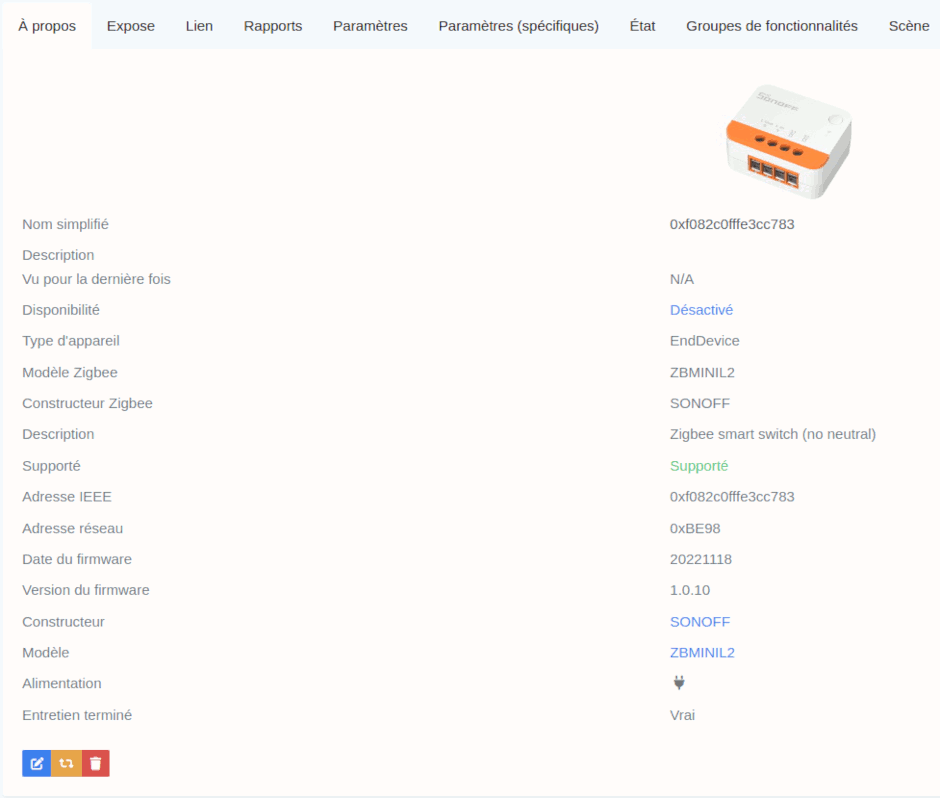 À propos Expose Lien Rapports Paramètres Paramètres (spécifiques) État Groupes de fonctionnalités Scène
SONOFF
Nom simplifié 0xf082c0fffe3cc783
Description
Vu pour la dernière fois N/A
Disponibilité Désactivé
Type d'appareil EndDevice
Modèle Zigbee ZBMINIL2
Constructeur Zigbee SONOFF
Description Zigbee smart switch (no neutral)
Supporté Supporté
Adresse IEEE 0xf082c0fffe3cc783
Adresse réseau 0xBE98
Date du firmware 20221118
Version du firmware 1.0.10
Constructeur SONOFF
Modèle ZBMINIL2
Alimentation
Entretien terminé Vrai